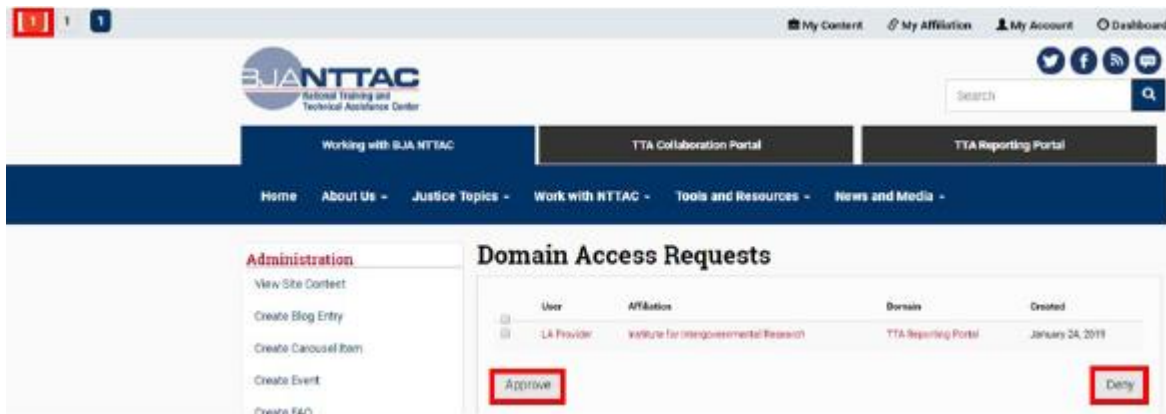 1 1 1 My Content My Affiliation My Account Dashboard
BJANTTAC
National Training and
Technical Assistance Center
Search
Working with BJA NTTAC TTA Collaboration Portal TTA Reporting Portal
Home About Us Justice Topics Work with NTTAC Tools and Resources News and Media
Administration
Domain Access Requests
View Site Content
User Affiliation Domain Created
Create Blog Entry
LA Provider Institute for Intergovernmental Research TTA Reporting Portal January 24, 2019
Create Carousel Item
Create Event
Approve Deny
Create FAQ